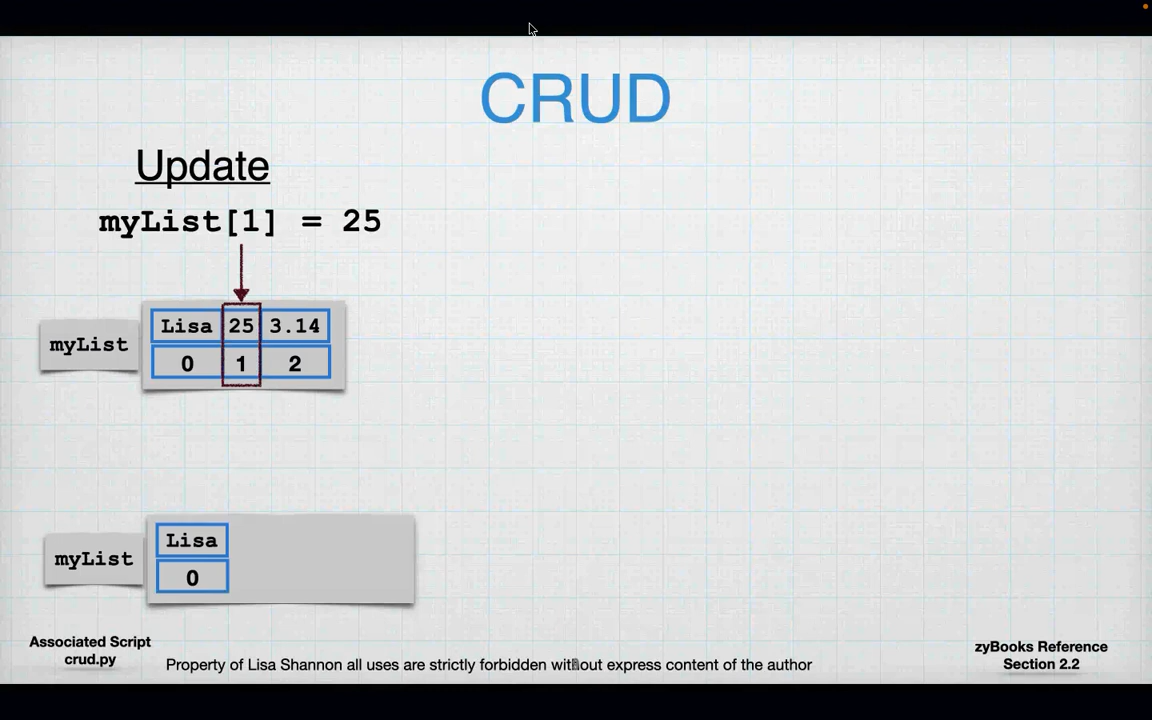 CRUD
Update
myList[1] = 25
myList
Lisa 25 3.14
0 1 2
myList
Lisa
0
Associated Script
crud.py
Property of Lisa Shannon all uses are strictly forbidden without express content of the author
zyBooks Reference
Section 2.2